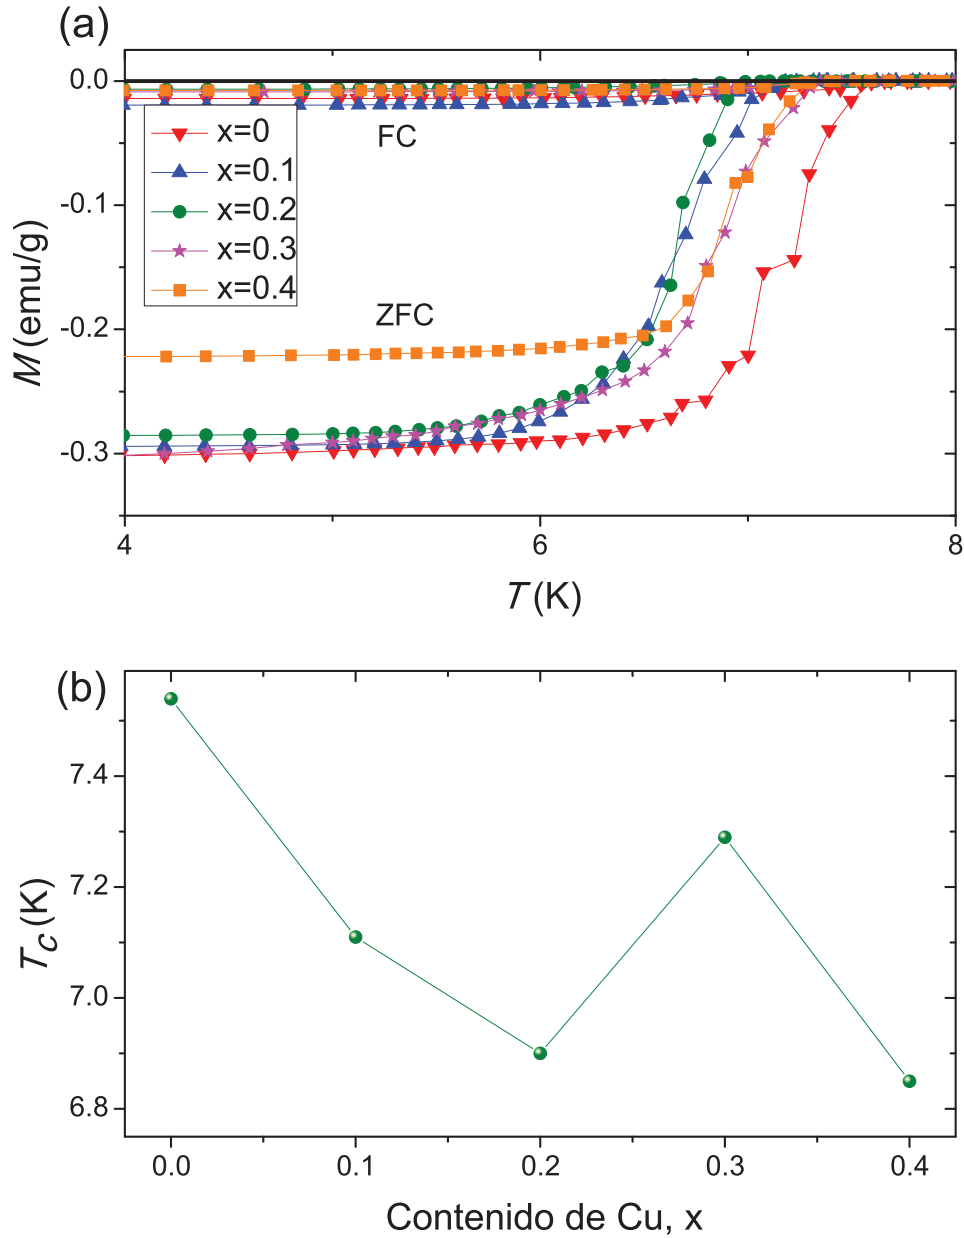 (a)
0.0
-0.1
-0.2
-0.3
M (emu/g)
x=0
x=0.1
x=0.2
x=0.3
x=0.4
FC
ZFC
4
6
8
T (K)
(b)
7.4
7.2
7.0
6.8
Tc (K)
0.0
0.1
0.2
0.3
0.4
Contenido de Cu, x